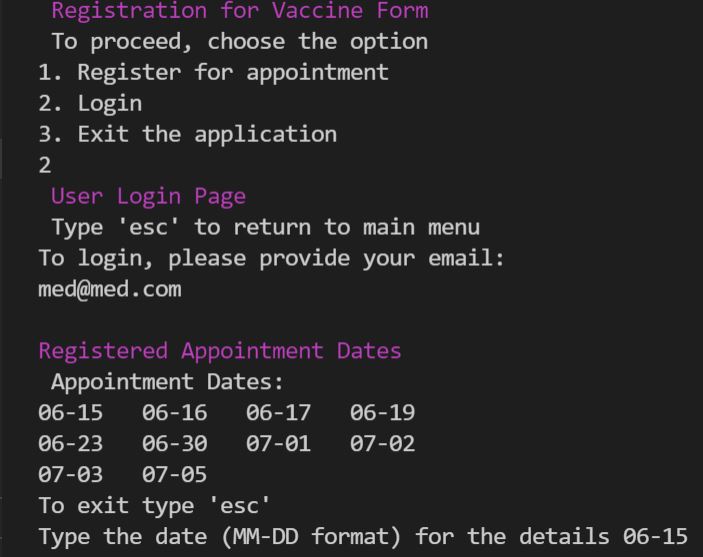 Registration for Vaccine Form
To proceed, choose the option
1. Register for appointment
2. Login
3. Exit the application
2
User Login Page
Type 'esc' to return to main menu
To login, please provide your email:
med@med.com
Registered Appointment Dates
Appointment Dates:
06-15 06-16 06-17 06-19
06-23 06-30 07-01 07-02
07-03 07-05
To exit type 'esc'
Type the date (MM-DD format) for the details 06-15